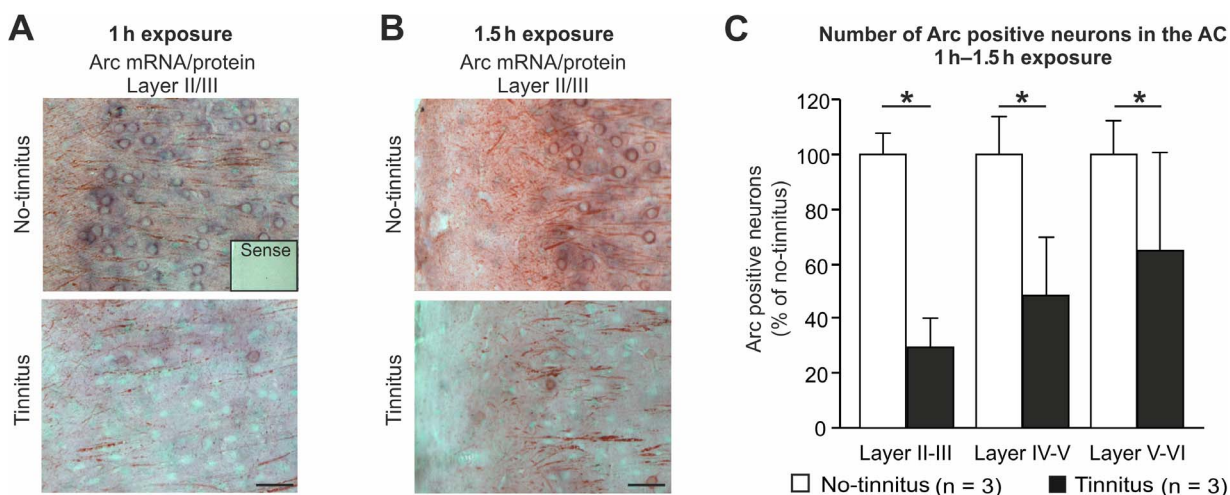 A
1 h exposure
Arc mRNA/protein
Layer II/III
No-tinnitus
Sense
Tinnitus
B
1.5 h exposure
Arc mRNA/protein
Layer II/III
No-tinnitus
Tinnitus
C
Number of Arc positive neurons in the AC
1 h–1.5 h exposure
Arc positive neurons
(% of no-tinnitus)
120
100
80
60
40
20
0
* * *
Layer II-III Layer IV-V Layer V-VI
No-tinnitus (n = 3) Tinnitus (n = 3)